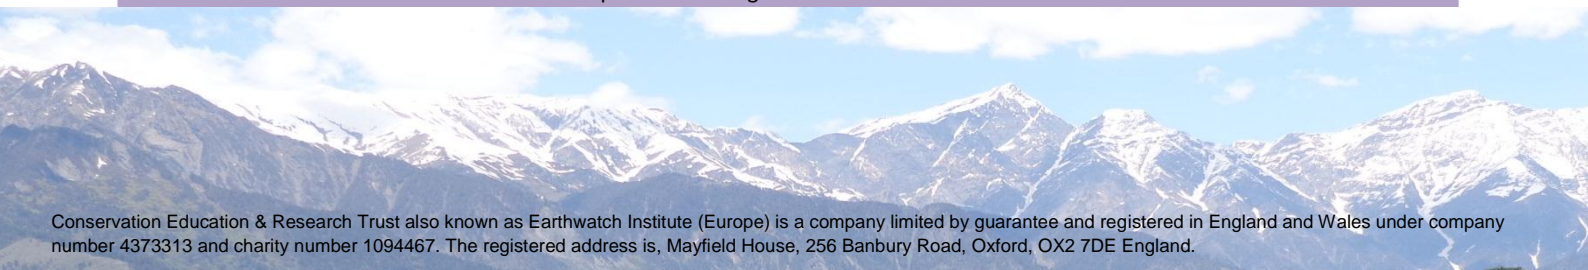 Conservation Education & Research Trust also known as Earthwatch Institute (Europe) is a company limited by guarantee and registered in England and Wales under company
number 4373313 and charity number 1094467. The registered address is, Mayfield House, 256 Banbury Road, Oxford, OX2 7DE England.